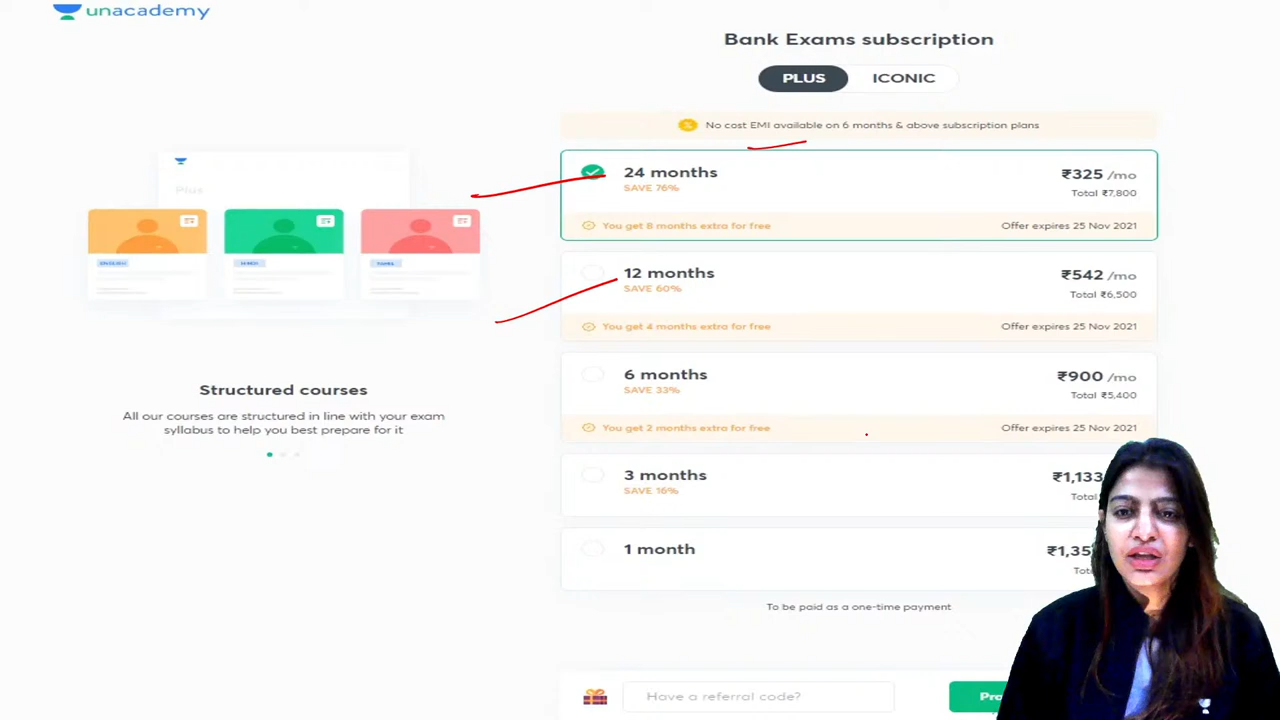 unacademy
Bank Exams subscription
PLUS
ICONIC
No cost EMI available on 6 months & above subscription plans
24 months
₹325 /mo
SAVE 76%
Total ₹7,800
You get 8 months extra for free
Offer expires 25 Nov 2021
12 months
₹542 /mo
SAVE 60%
Total ₹6,500
You get 4 months extra for free
Offer expires 25 Nov 2021
6 months
₹900 /mo
SAVE 33%
Total ₹5,400
You get 2 months extra for free
Offer expires 25 Nov 2021
3 months
₹1,133
SAVE 16%
Total
1 month
To be paid as a one-time payment
Plus
ENGLISH
HINDI
TAMIL
Structured courses
All our courses are structured in line with your exam
syllabus to help you best prepare for it
Have a referral code?